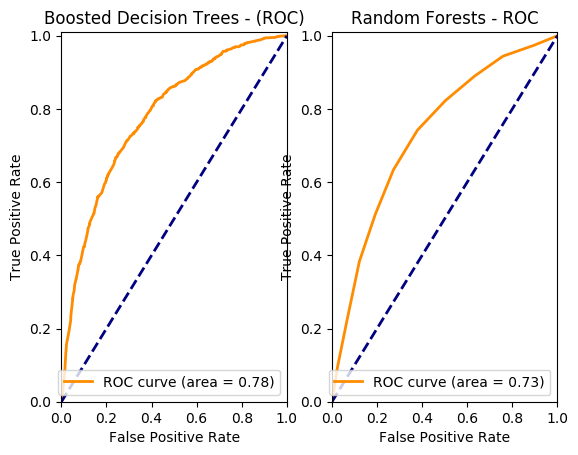 Boosted Decision Trees - (ROC)
1.0
0.8
0.6
0.4
0.2
0.0
True Positive Rate
ROC curve (area = 0.78)
0.0 0.2 0.4 0.6 0.8 1.0
False Positive Rate
Random Forests - ROC
1.0
0.8
0.6
0.4
0.2
0.0
True Positive Rate
ROC curve (area = 0.73)
0.0 0.2 0.4 0.6 0.8 1.0
False Positive Rate